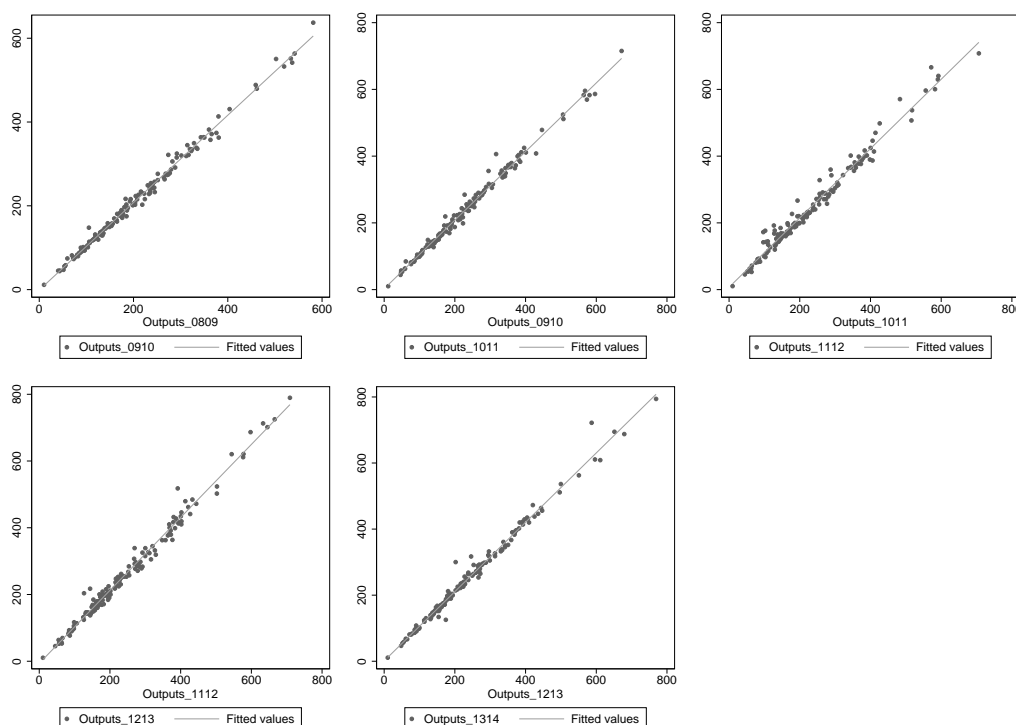 600
400
200
0
0 200 400 600
Outputs_0809
Outputs_0910 Fitted values
800
600
400
200
0
0 200 400 600 800
Outputs_0910
Outputs_1011 Fitted values
800
600
400
200
0
0 200 400 600 800
Outputs_1011
Outputs_1112 Fitted values
800
600
400
200
0
0 200 400 600 800
Outputs_1112
Outputs_1213 Fitted values
800
600
400
200
0
0 200 400 600 800
Outputs_1213
Outputs_1314 Fitted values